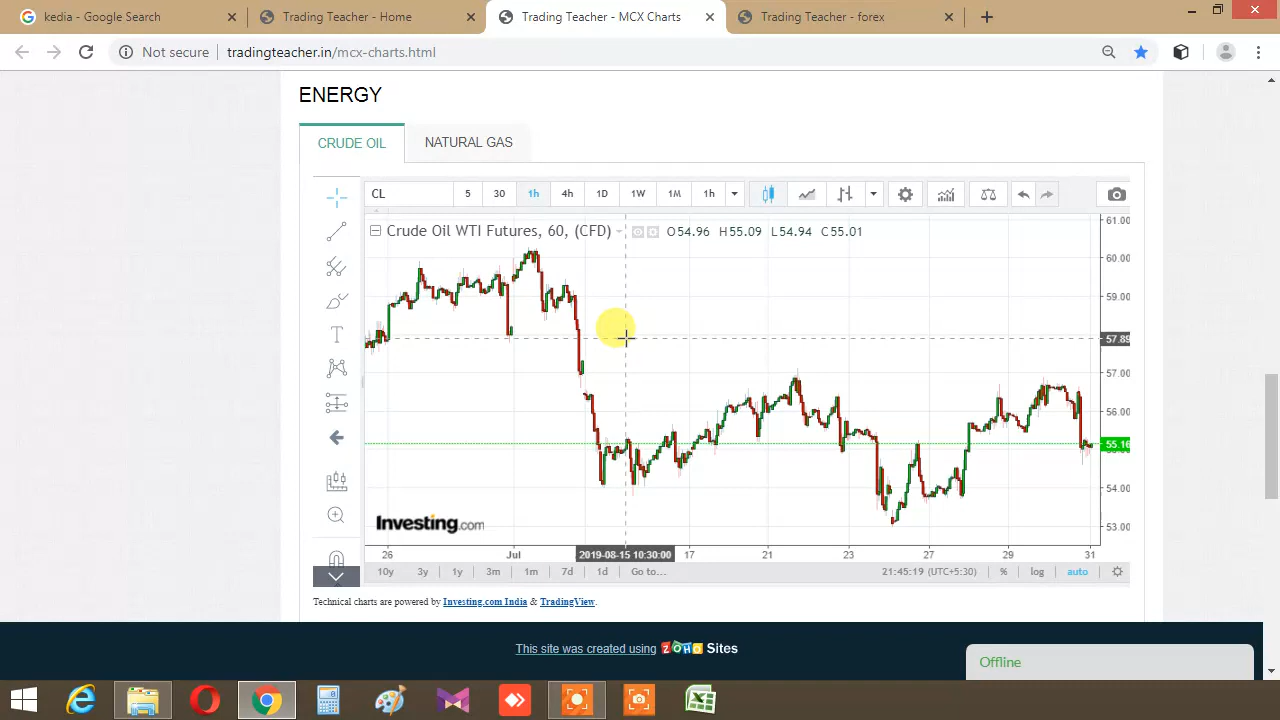 kedia - Google Search
Trading Teacher - Home
Trading Teacher - MCX Charts
Trading Teacher - forex
Not secure
tradingteacher.in/mcx-charts.html
ENERGY
CRUDE OIL
NATURAL GAS
CL
5
30
1h
4h
1D
1W
1M
1h
Crude Oil WTI Futures, 60, (CFD)
O54.96 H55.09 L54.94 C55.01
61.00
60.00
59.00
57.89
57.00
56.00
55.16
54.00
53.00
T
Investing.com
26
Jul
2019-08-15 10:30:00
17
21
23
27
29
31
10y
3y
1y
3m
1m
7d
1d
Go to...
21:45:19 (UTC+5:30)
%
log
auto
Technical charts are powered by Investing.com India & TradingView.
This site was created using ZOHO Sites
Offline